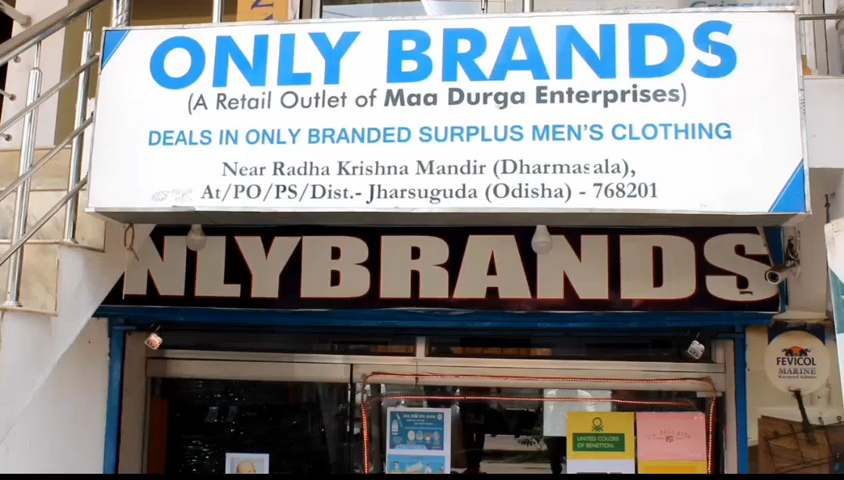 ONLY BRANDS
(A Retail Outlet of Maa Durga Enterprises)
DEALS IN ONLY BRANDED SURPLUS MEN'S CLOTHING
Near Radha Krishna Mandir (Dharmasala),
At/PO/PS/Dist.- Jharsuguda (Odisha) - 768201
NLYBRANDS
FEVICOL
MARINE
UNITED COLORS
OF BENETTON.